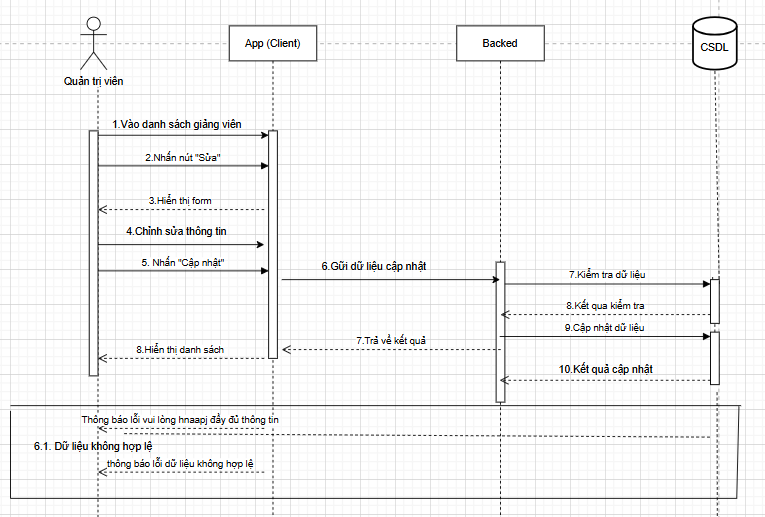 App (Client)
Backed
CSDL
Quản trị viên
1.Vào danh sách giảng viên
2.Nhấn nút "Sửa"
3.Hiển thị form
4.Chỉnh sửa thông tin
5. Nhấn "Cập nhật"
6.Gửi dữ liệu cập nhật
7.Kiểm tra dữ liệu
8.Kết qua kiểm tra
9.Cập nhật dữ liệu
7.Trả về kết quả
8.Hiển thị danh sách
10.Kết quả cập nhật
Thông báo lỗi vui lòng hnaapj đầy đủ thông tin
6.1. Dữ liệu không hợp lệ
thông báo lỗi dữ liệu không hợp lệ